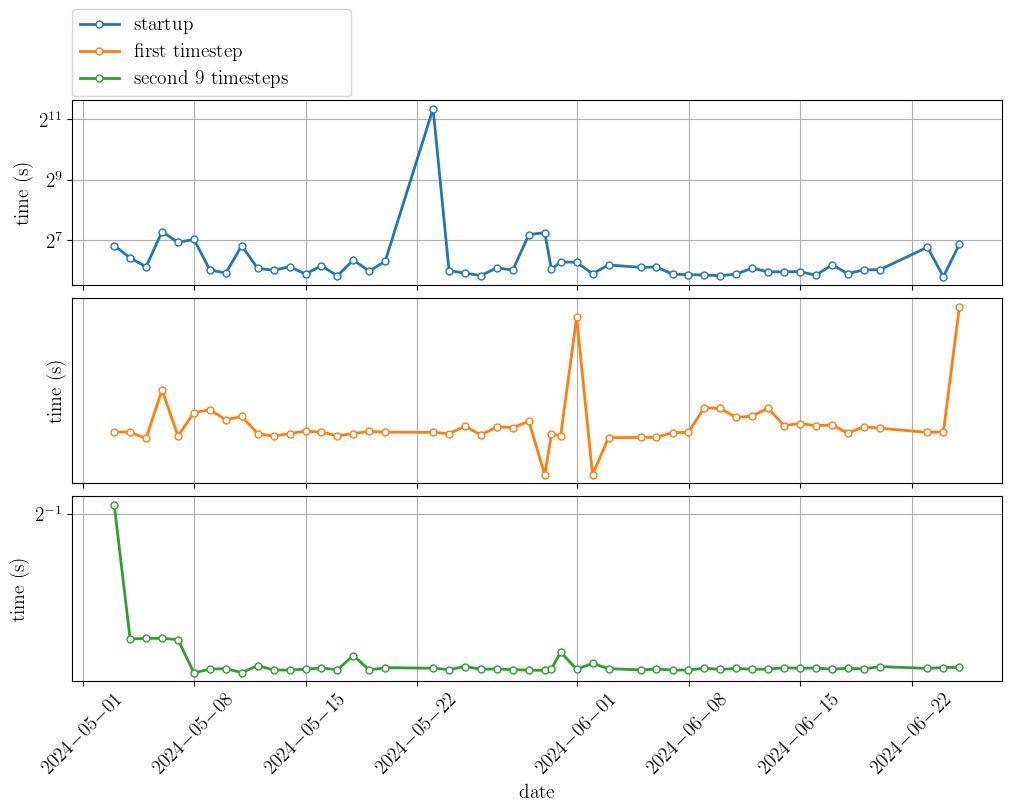 startup
first timestep
second 9 timesteps
2^11
2^9
2^7
time (s)
time (s)
2^−1
time (s)
2024−05−01
2024−05−08
2024−05−15
2024−05−22
2024−06−01
2024−06−08
2024−06−15
2024−06−22
date